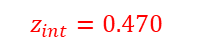 z_int = 0.470